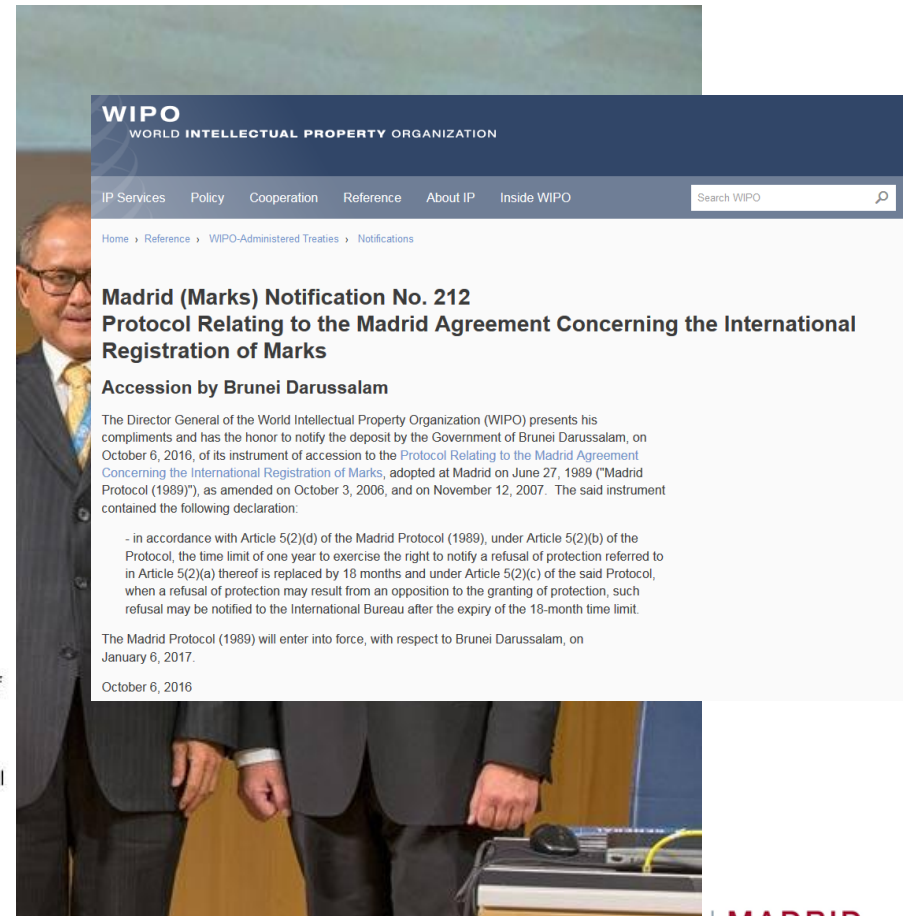 WIPO
WORLD INTELLECTUAL PROPERTY ORGANIZATION
IP Services Policy Cooperation Reference About IP Inside WIPO Search WIPO
Home › Reference › WIPO-Administered Treaties › Notifications
Madrid (Marks) Notification No. 212
Protocol Relating to the Madrid Agreement Concerning the International
Registration of Marks
Accession by Brunei Darussalam
The Director General of the World Intellectual Property Organization (WIPO) presents his
compliments and has the honor to notify the deposit by the Government of Brunei Darussalam, on
October 6, 2016, of its instrument of accession to the Protocol Relating to the Madrid Agreement
Concerning the International Registration of Marks, adopted at Madrid on June 27, 1989 ("Madrid
Protocol (1989)"), as amended on October 3, 2006, and on November 12, 2007. The said instrument
contained the following declaration:
- in accordance with Article 5(2)(d) of the Madrid Protocol (1989), under Article 5(2)(b) of the
Protocol, the time limit of one year to exercise the right to notify a refusal of protection referred to
in Article 5(2)(a) thereof is replaced by 18 months and under Article 5(2)(c) of the said Protocol,
when a refusal of protection may result from an opposition to the granting of protection, such
refusal may be notified to the International Bureau after the expiry of the 18-month time limit.
The Madrid Protocol (1989) will enter into force, with respect to Brunei Darussalam, on
January 6, 2017.
October 6, 2016
MADRID